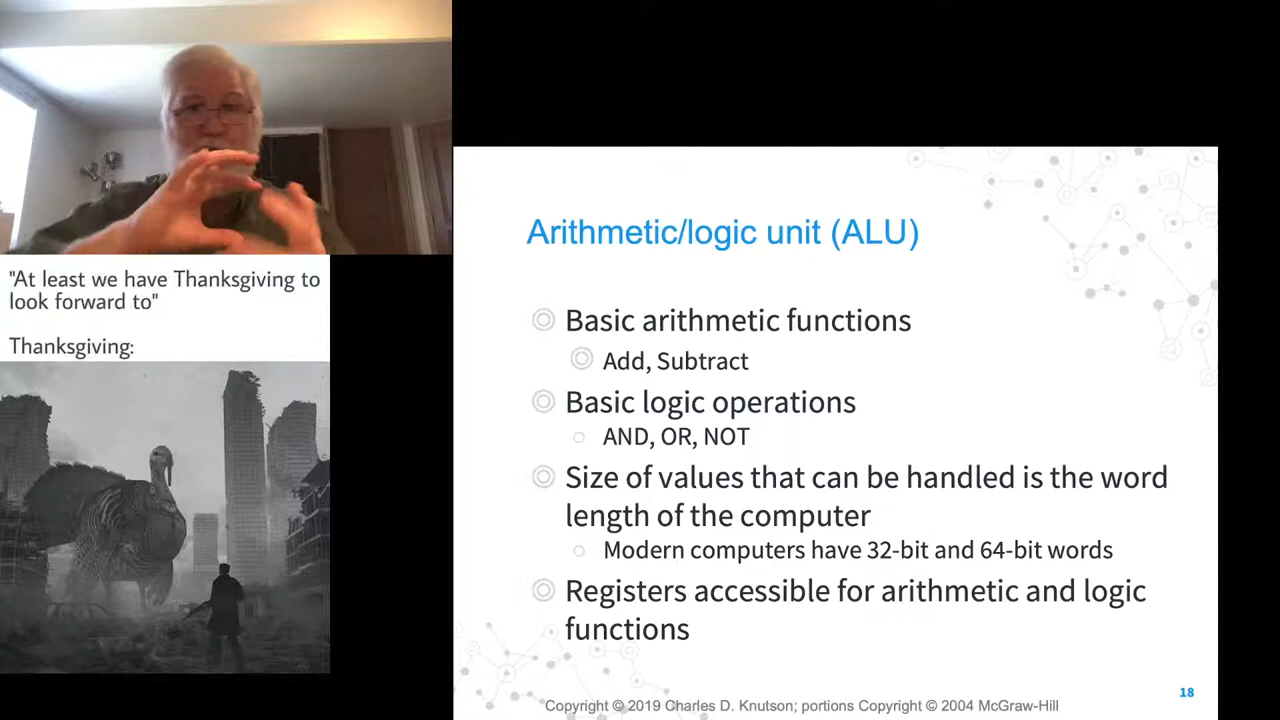 "At least we have Thanksgiving to
look forward to"
Thanksgiving:
Arithmetic/logic unit (ALU)
Basic arithmetic functions
Add, Subtract
Basic logic operations
AND, OR, NOT
Size of values that can be handled is the word
length of the computer
Modern computers have 32-bit and 64-bit words
Registers accessible for arithmetic and logic
functions
18
Copyright © 2019 Charles D. Knutson; portions Copyright © 2004 McGraw-Hill